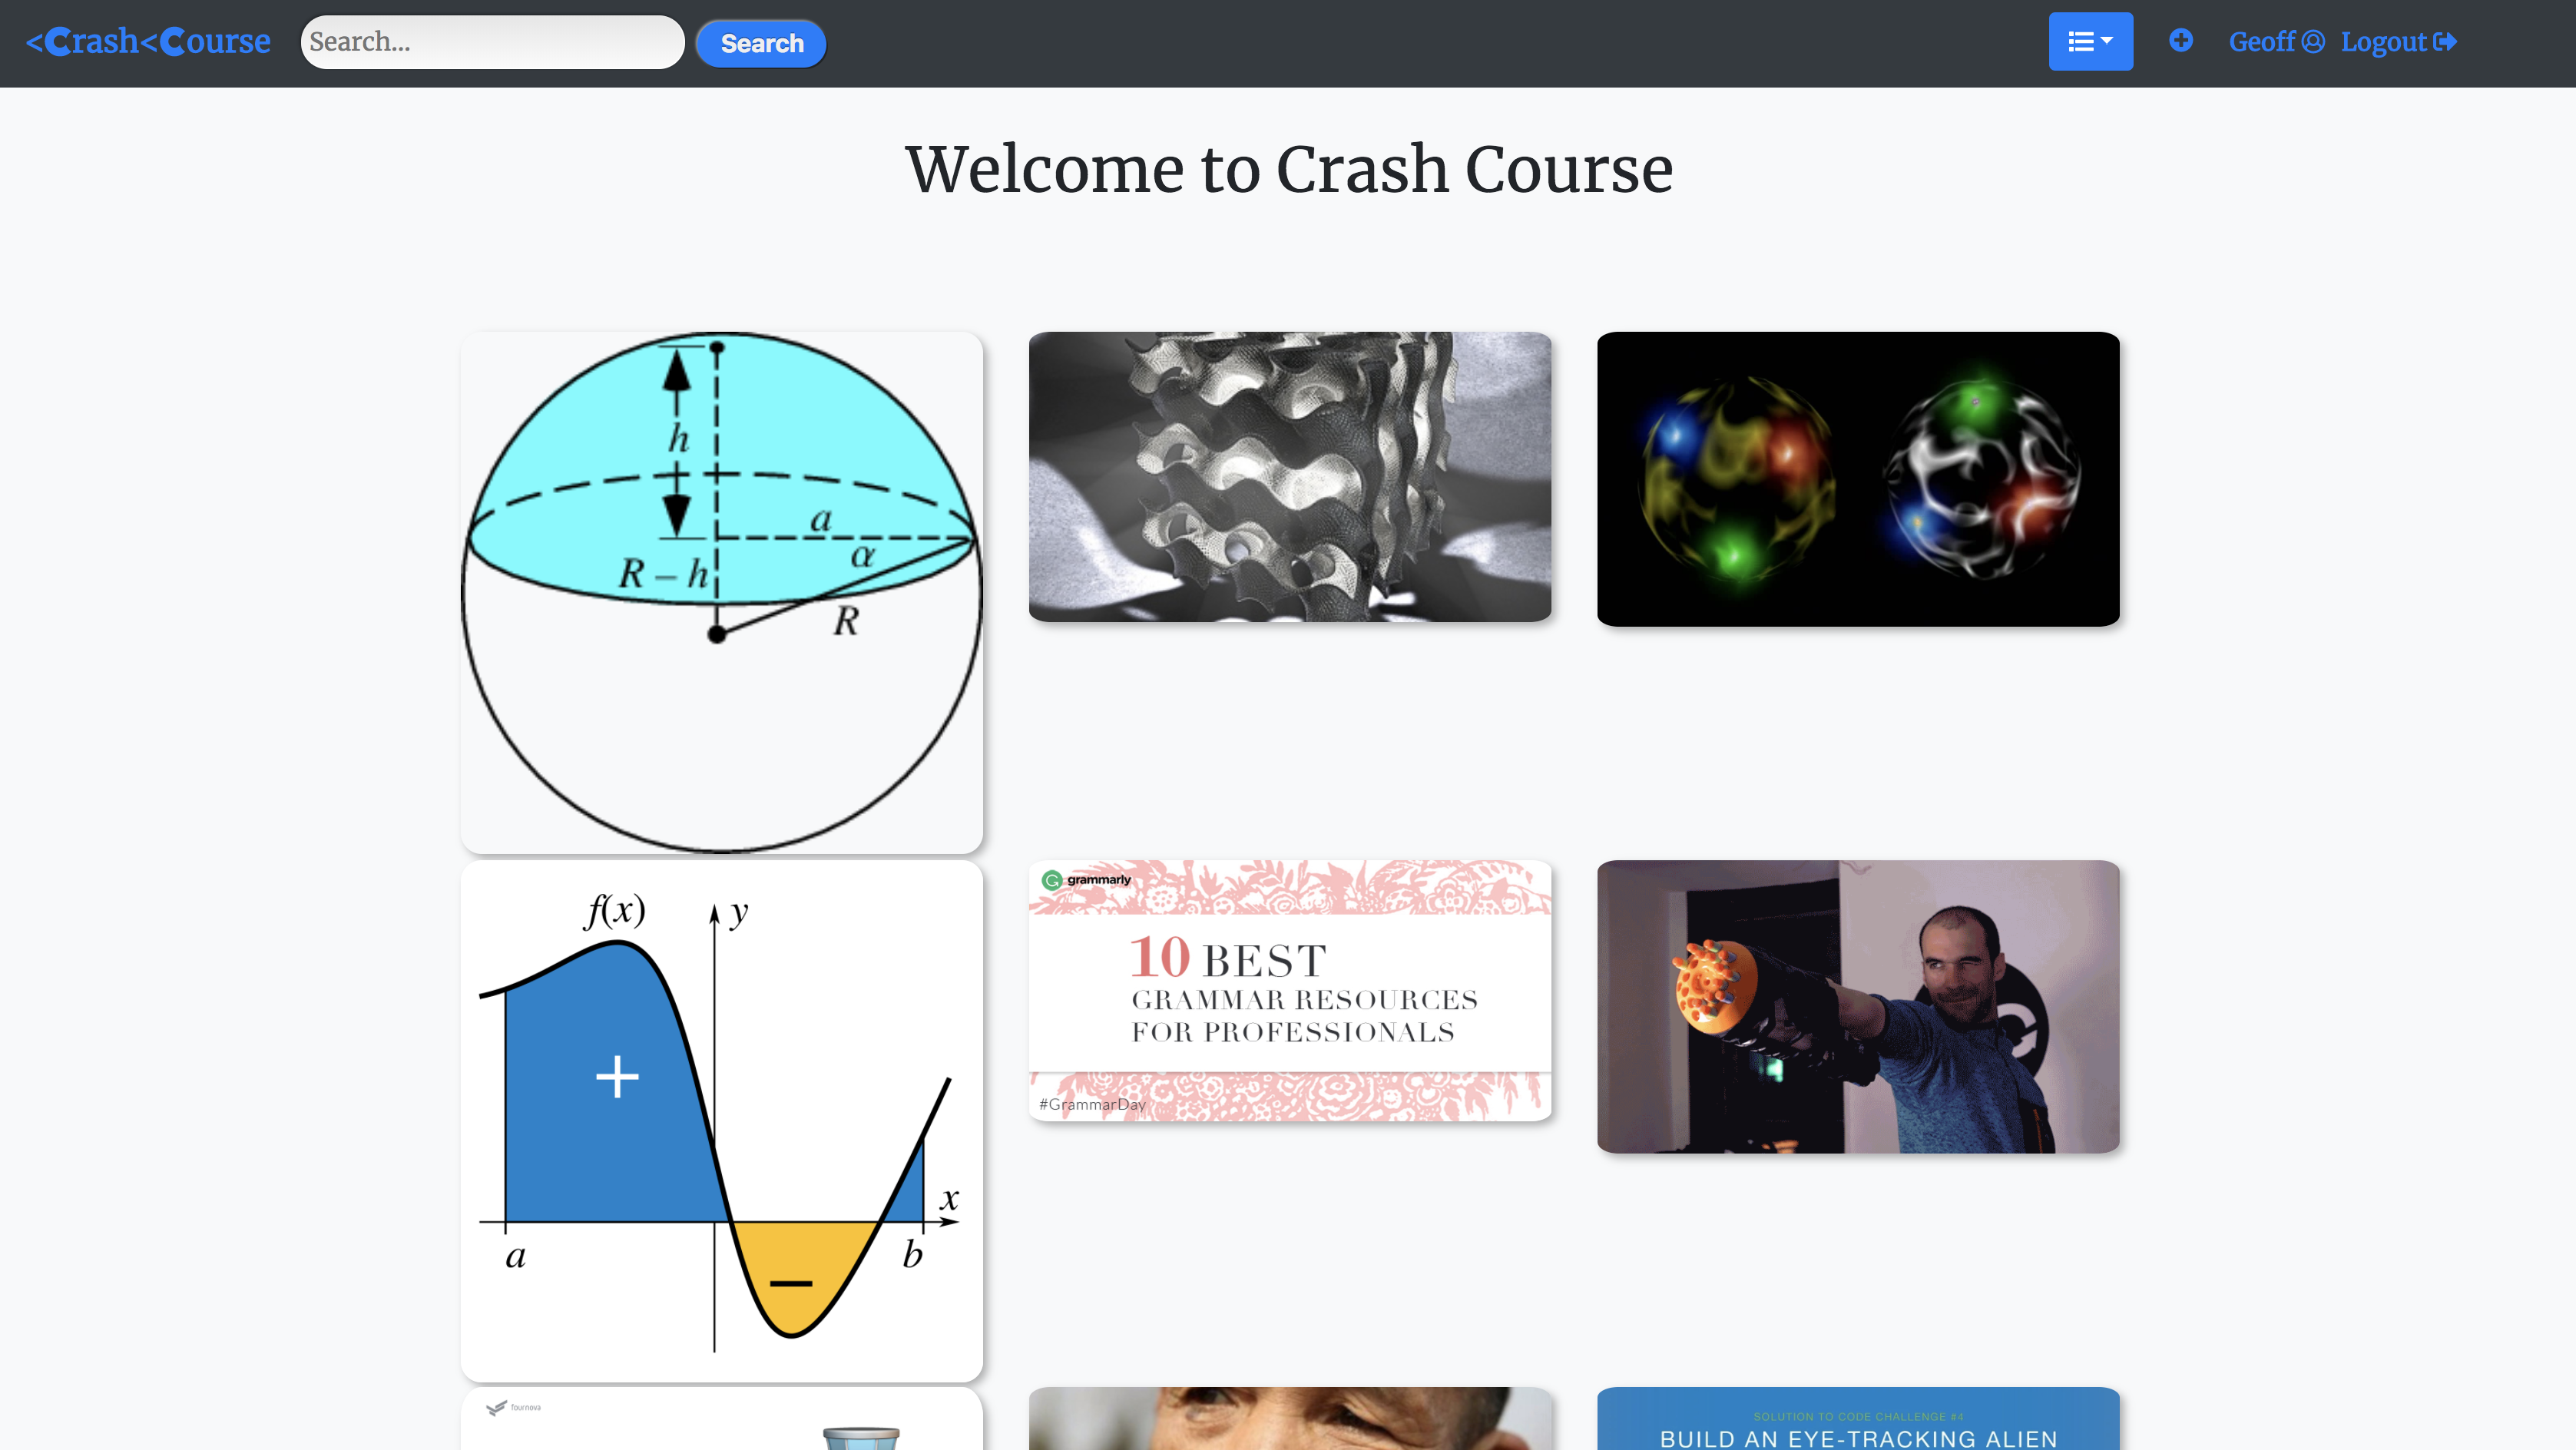 <Crash<Course
Search...
Search
Geoff
Logout
Welcome to Crash Course
h
a
α
R – h
R
f(x)
y
+
x
a
b
–
grammarly
10 BEST
GRAMMAR RESOURCES
FOR PROFESSIONALS
#GrammarDay
fournova
SOLUTION TO CODE CHALLENGE #4
BUILD AN EYE-TRACKING ALIEN